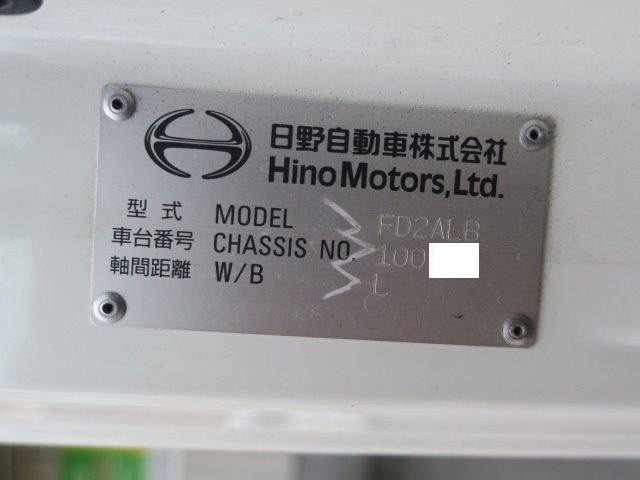 日野自動車株式会社
Hino Motors, Ltd.
型式 MODEL FD2ALB
車台番号 CHASSIS NO. 100
軸間距離 W/B L